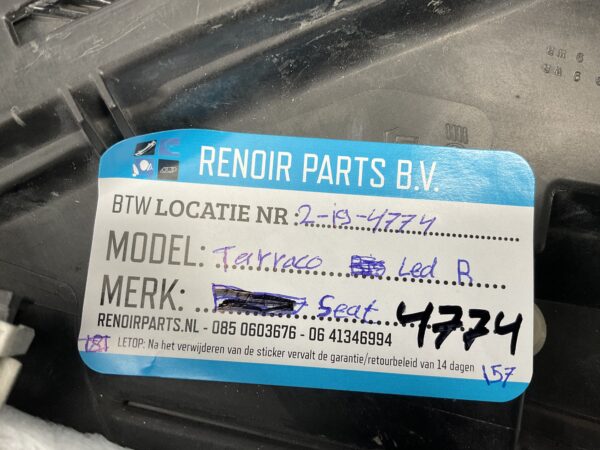 RENOIR PARTS B.V.
BTW LOCATIE NR: 2-19-4774
MODEL: Tarraco Led R
MERK: Seat 4774
RENOIRPARTS.NL - 085 0603676 - 06 41346994
LETOP: Na het verwijderen van de sticker vervalt de garantie/retourbeleid van 14 dagen
157